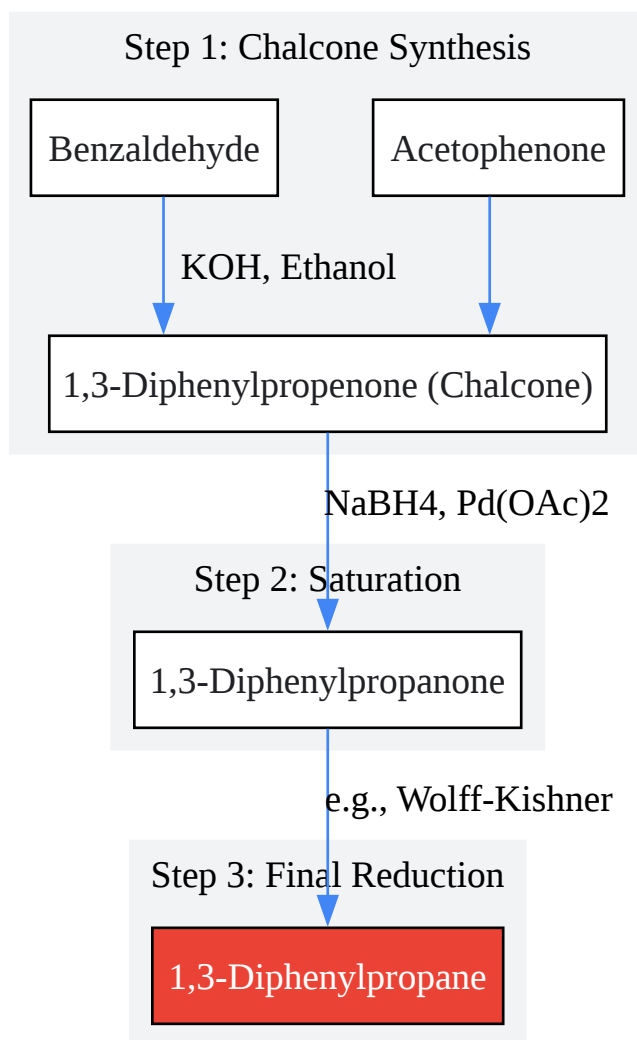 Step 1: Chalcone Synthesis
Benzaldehyde
Acetophenone
KOH, Ethanol
1,3-Diphenylpropenone (Chalcone)
NaBH4, Pd(OAc)2
Step 2: Saturation
1,3-Diphenylpropanone
e.g., Wolff-Kishner
Step 3: Final Reduction
1,3-Diphenylpropane